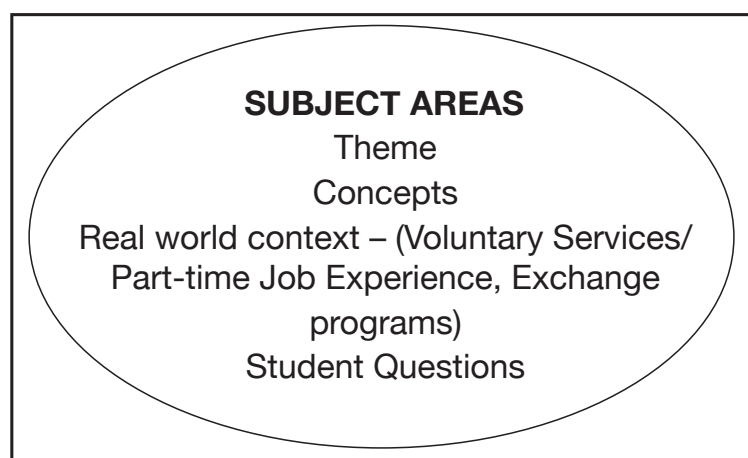 SUBJECT AREAS
Theme
Concepts
Real world context – (Voluntary Services/
Part-time Job Experience, Exchange
programs)
Student Questions